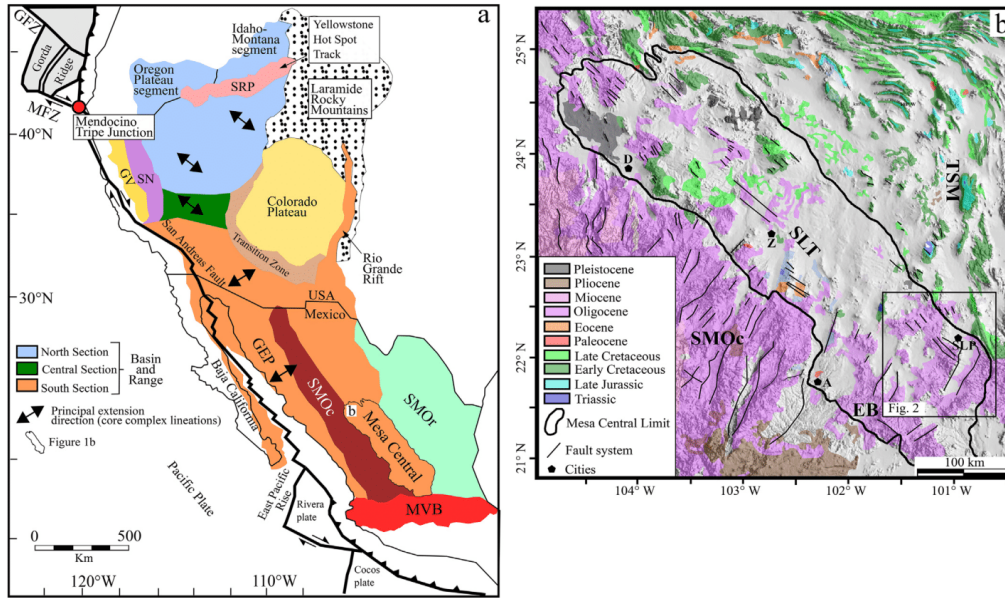 a
GFZ
Gorda
Ridge
MFZ
Mendocino
Tripe Junction
40°N
30°N
Idaho-
Montana
segment
Oregon
Plateau
segment
Yellowstone
Hot Spot
Track
SRP
Laramide
Rocky
Mountains
GV
SN
Colorado
Plateau
Transition Zone
San Andreas Fault
Rio
Grande
Rift
USA
Mexico
GEP
Baja California
SMOc
b
Mesa Central
SMOr
MVB
North Section
Central Section
South Section
Basin
and
Range
Principal extension
direction (core complex lineations)
Figure 1b
Pacific Plate
East Pacific
Rise
Rivera
plate
Cocos
plate
0 500
Km
120°W 110°W
b
25°N
24°N
23°N
22°N
21°N
D
Z
SLT
TSM
SMOc
A
EB
SLP
Fig. 2
Pleistocene
Pliocene
Miocene
Oligocene
Eocene
Paleocene
Late Cretaceous
Early Cretaceous
Late Jurassic
Triassic
Mesa Central Limit
Fault system
Cities
100 km
104°W 103°W 102°W 101°W